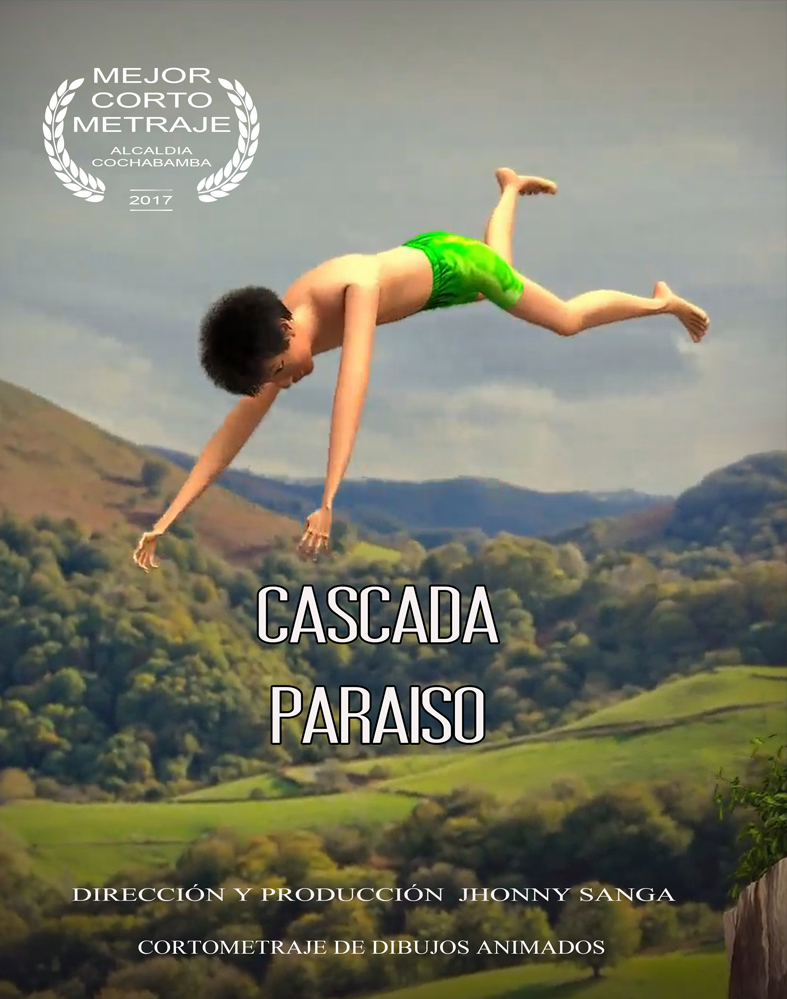 MEJOR
CORTO
METRAJE
ALCALDIA
COCHABAMBA
2017
CASCADA
PARAISO
DIRECCIÓN Y PRODUCCIÓN JHONNY SANGA
CORTOMETRAJE DE DIBUJOS ANIMADOS